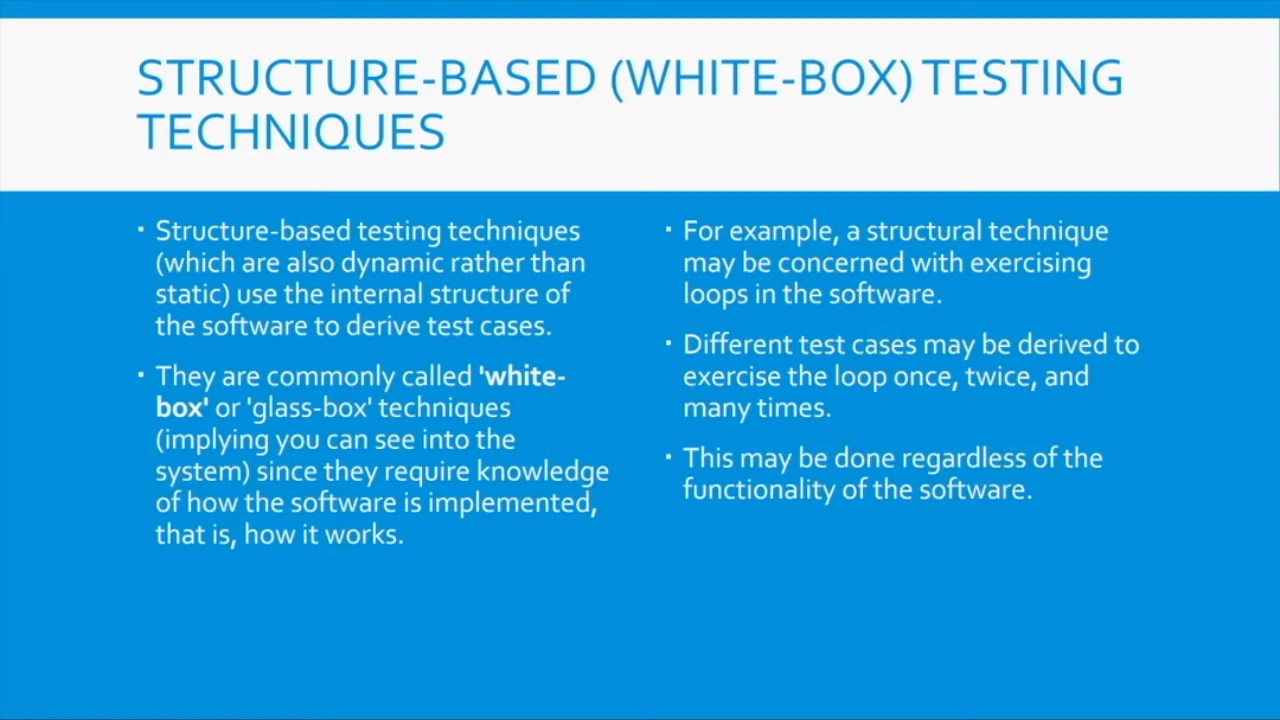 STRUCTURE-BASED (WHITE-BOX) TESTING
TECHNIQUES
▪ Structure-based testing techniques
(which are also dynamic rather than
static) use the internal structure of
the software to derive test cases.
▪ They are commonly called 'white-
box' or 'glass-box' techniques
(implying you can see into the
system) since they require knowledge
of how the software is implemented,
that is, how it works.
▪ For example, a structural technique
may be concerned with exercising
loops in the software.
▪ Different test cases may be derived to
exercise the loop once, twice, and
many times.
▪ This may be done regardless of the
functionality of the software.